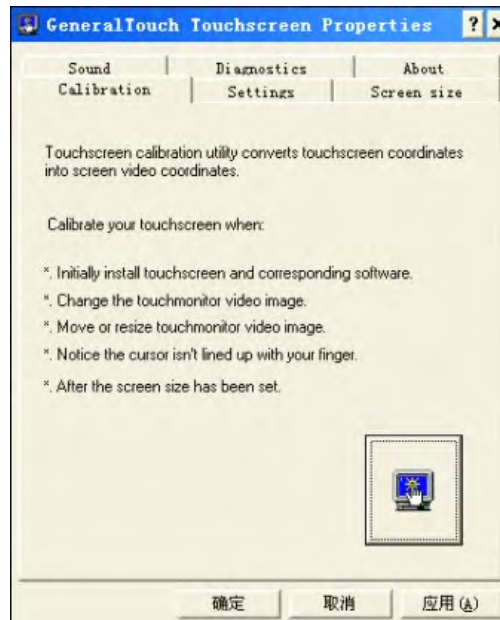 GeneralTouch Touchscreen Properties
Sound Diagnostics About
Calibration Settings Screen size
Touchscreen calibration utility converts touchscreen coordinates
into screen video coordinates.
Calibrate your touchscreen when:
*. Initially install touchscreen and corresponding software.
*. Change the touchmonitor video image.
*. Move or resize touchmonitor video image.
*. Notice the cursor isn't lined up with your finger.
*. After the screen size has been set.
确定 取消 应用(A)